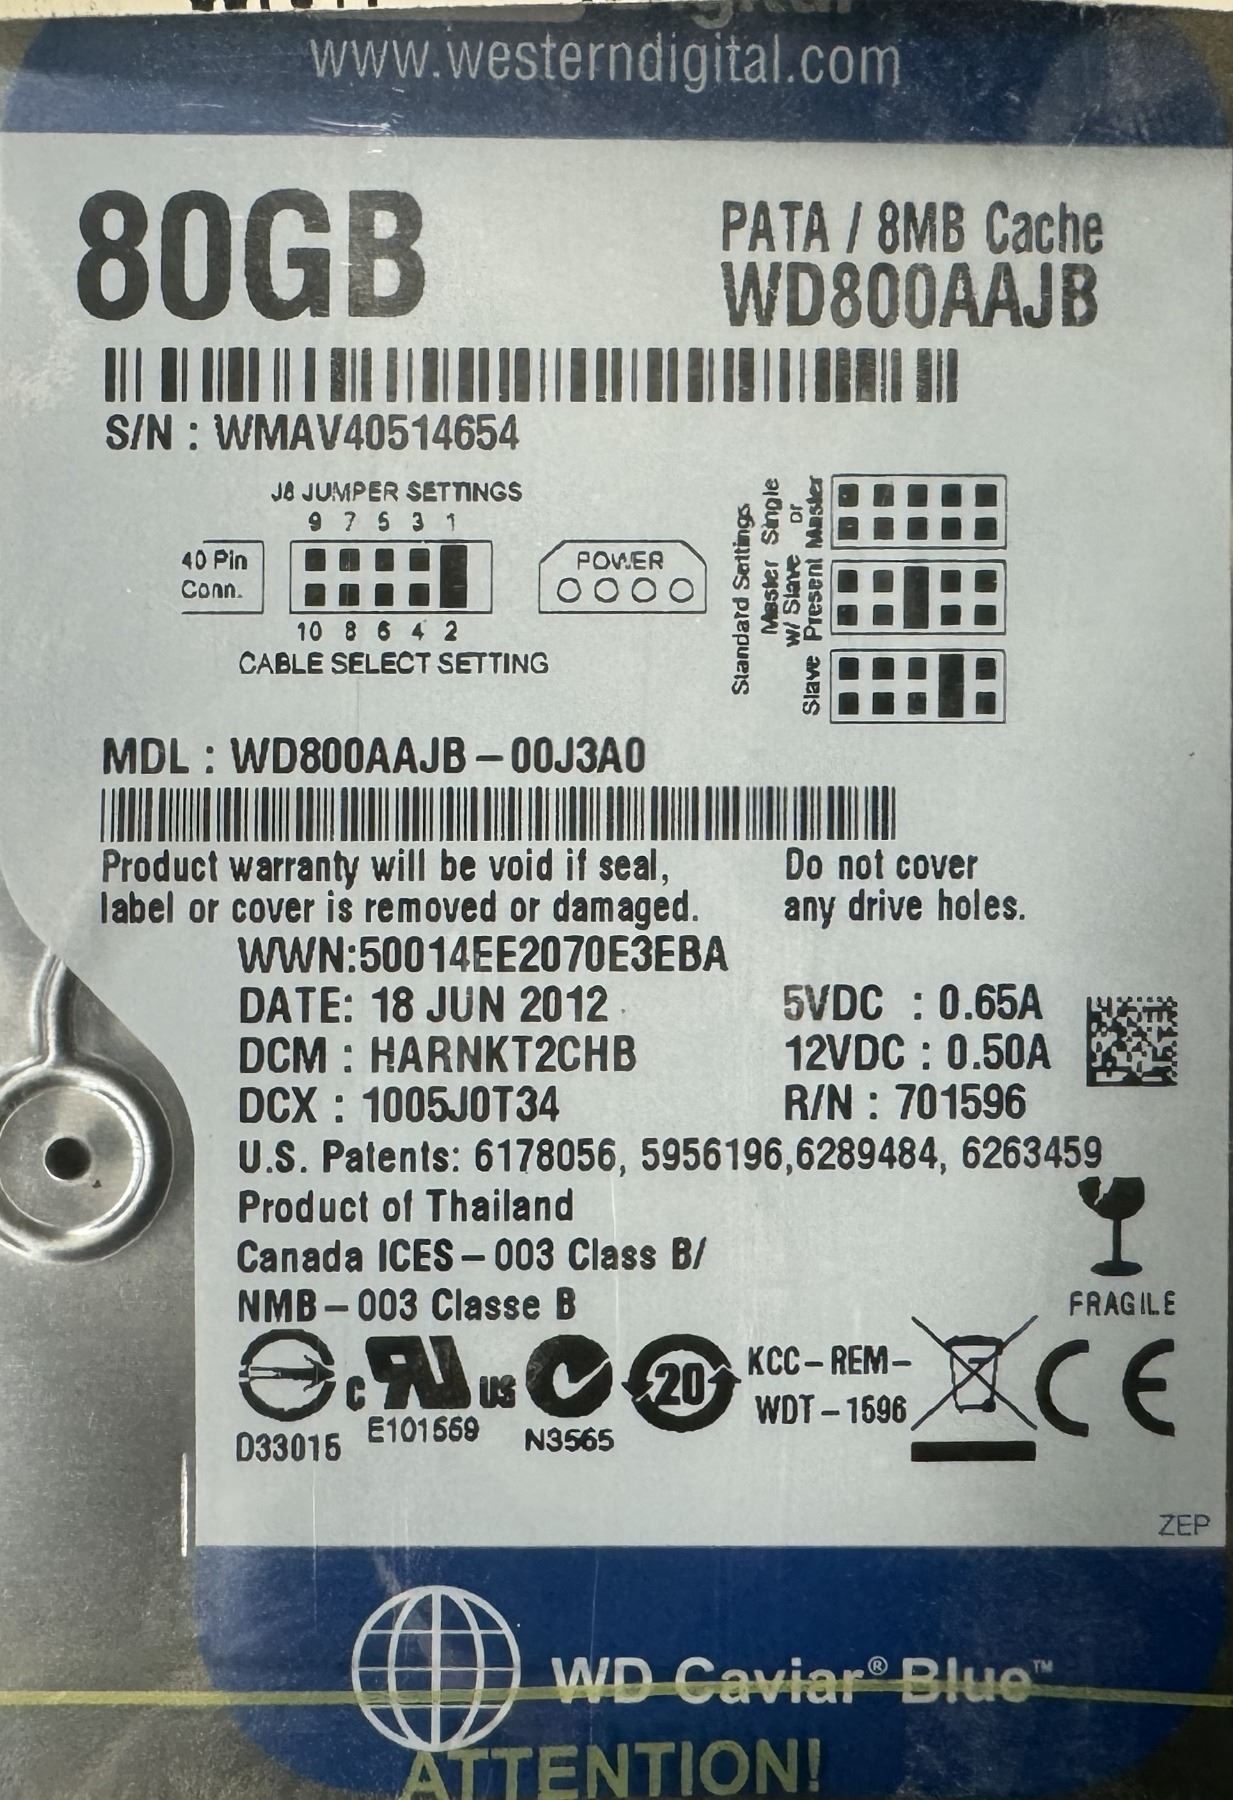 www.westerndigital.com
80GB
PATA / 8MB Cache
WD800AAJB
S/N : WMAV40514654
J8 JUMPER SETTINGS
9 7 5 3 1
40 Pin
Conn.
10 8 6 4 2
CABLE SELECT SETTING
POWER
Standard Settings
Master Single
or
w/ Slave Present Master
Slave
MDL : WD800AAJB – 00J3A0
Product warranty will be void if seal,
label or cover is removed or damaged.
Do not cover
any drive holes.
WWN:50014EE2070E3EBA
DATE: 18 JUN 2012
5VDC : 0.65A
DCM : HARNKT2CHB
12VDC : 0.50A
DCX : 1005J0T34
R/N : 701596
U.S. Patents: 6178056, 5956196,6289484, 6263459
Product of Thailand
Canada ICES – 003 Class B/
NMB – 003 Classe B
FRAGILE
D33015
C RU US
E101559
N3565
20
KCC – REM –
WDT – 1596
CE
ZEP
WD Caviar® Blue™
ATTENTION!